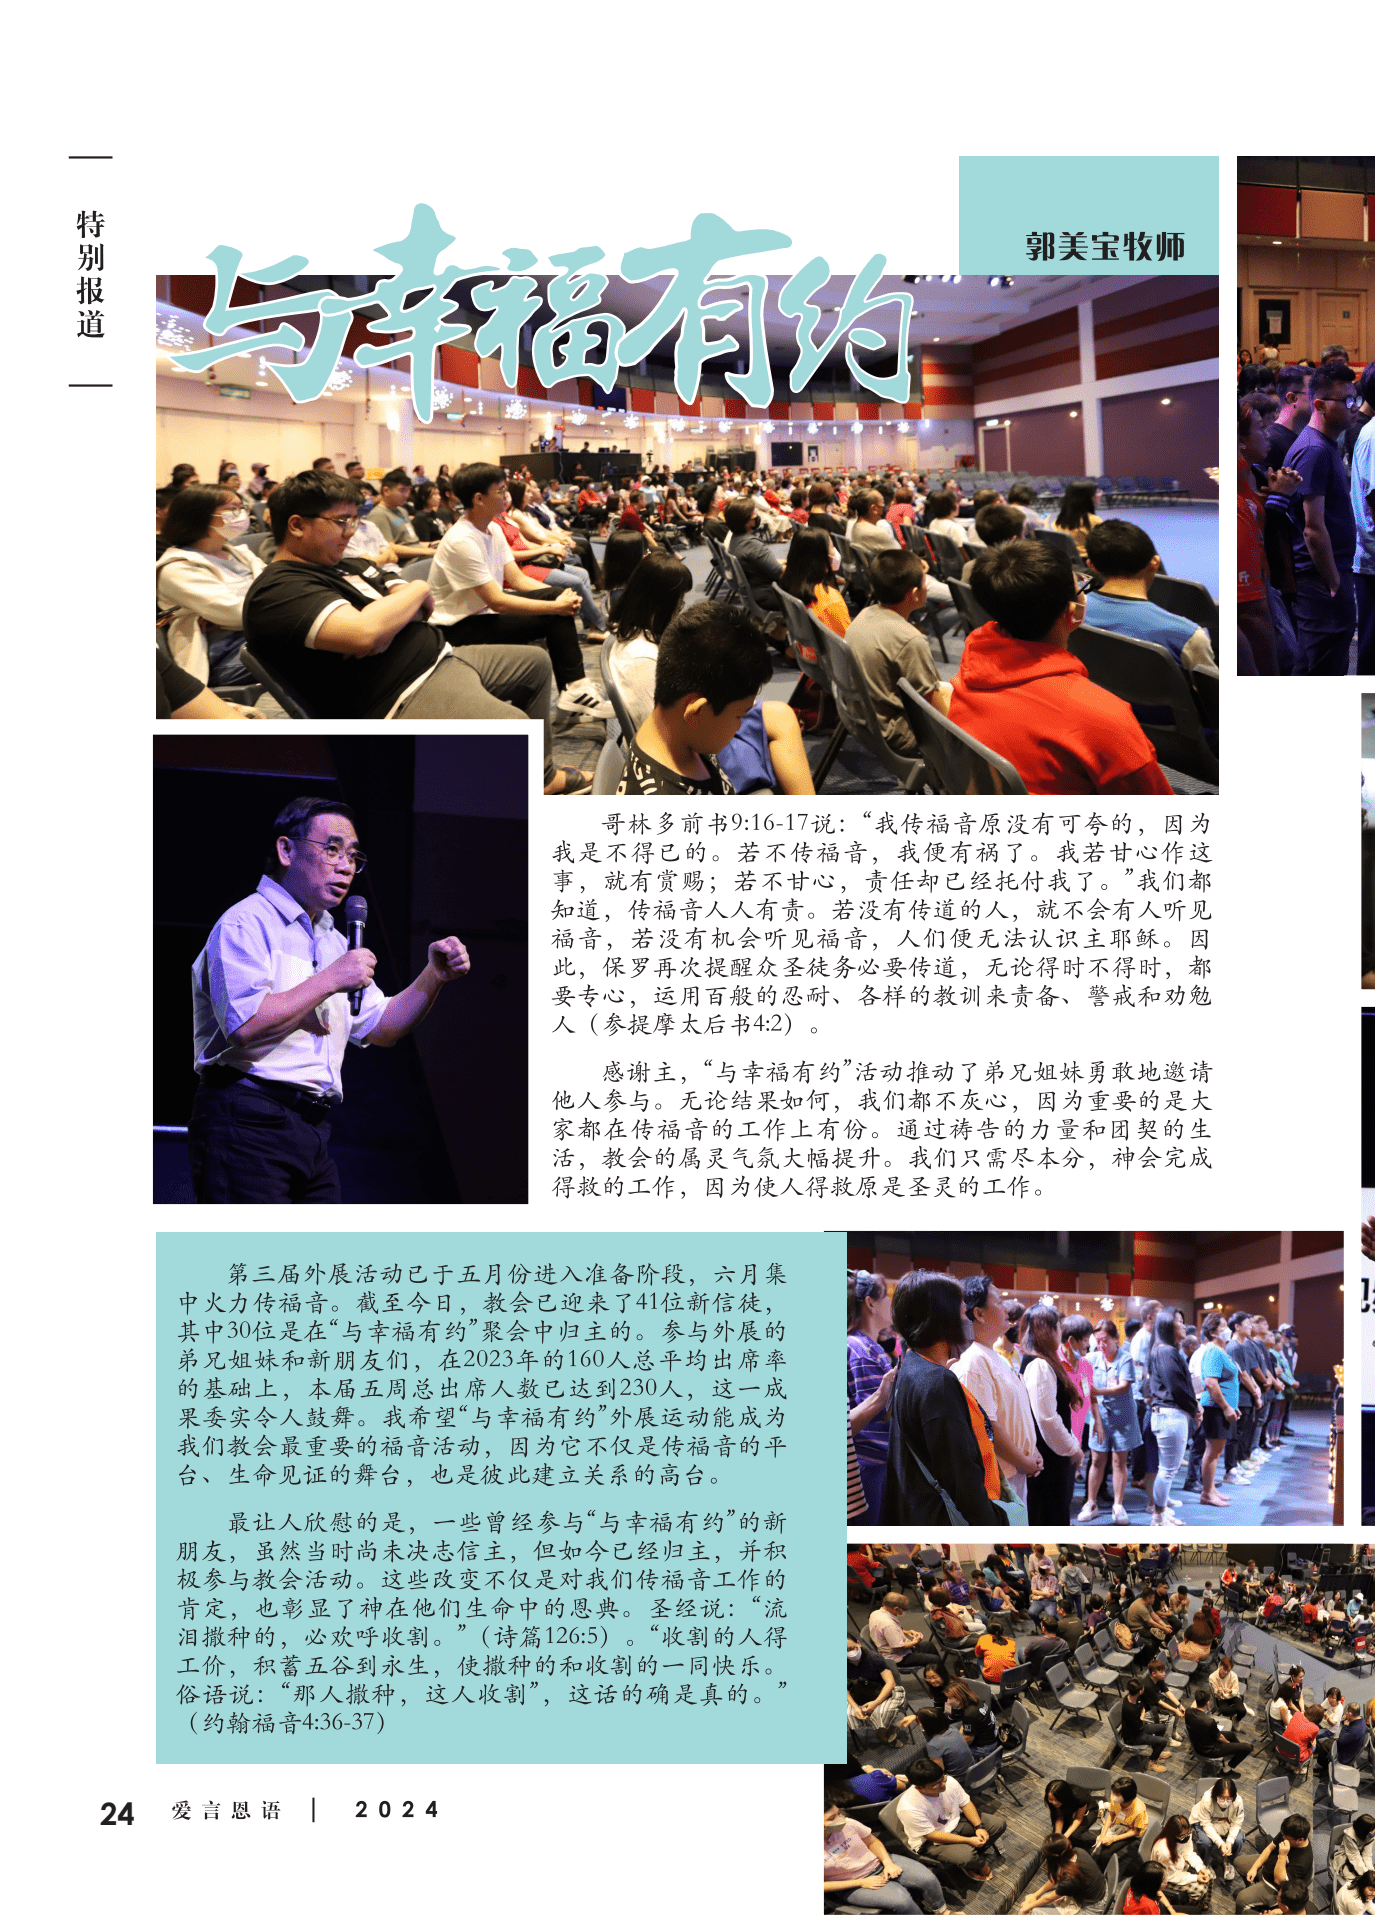 特别报道
与幸福有约
郭美宝牧师
哥林多前书9:16-17说：“我传福音原没有可夸的，因为
我是不得已的。若不传福音，我便有祸了。我若甘心作这
事，就有赏赐；若不甘心，责任却已经托付我了。”我们都
知道，传福音人人有责。若没有传道的人，就不会有人听见
福音，若没有机会听见福音，人们便无法认识主耶稣。因
此，保罗再次提醒众圣徒务必要传道，无论得时不得时，都
要专心，运用百般的忍耐、各样的教训来责备、警戒和劝勉
人（参提摩太后书4:2）。
感谢主，“与幸福有约”活动推动了弟兄姐妹勇敢地邀请
他人参与。无论结果如何，我们都不灰心，因为重要的是大
家都在传福音的工作上有份。通过祷告的力量和团契的生
活，教会的属灵气氛大幅提升。我们只需尽本分，神会完成
得救的工作，因为使人得救原是圣灵的工作。
第三届外展活动已于五月份进入准备阶段，六月集
中火力传福音。截至今日，教会已迎来了41位新信徒，
其中30位是在“与幸福有约”聚会中归主的。参与外展的
弟兄姐妹和新朋友们，在2023年的160人总平均出席率
的基础上，本届五周总出席人数已达到230人，这一成
果委实令人鼓舞。我希望“与幸福有约”外展运动能成为
我们教会最重要的福音活动，因为它不仅是传福音的平
台、生命见证的舞台，也是彼此建立关系的高台。
最让人欣慰的是，一些曾经参与“与幸福有约”的新
朋友，虽然当时尚未决志信主，但如今已经归主，并积
极参与教会活动。这些改变不仅是对我们传福音工作的
肯定，也彰显了神在他们生命中的恩典。圣经说：“流
泪撒种的，必欢呼收割。”（诗篇126:5）。“收割的人得
工价，积蓄五谷到永生，使撒种的和收割的一同快乐。
俗语说：“那人撒种，这人收割”，这话的确是真的。”
（约翰福音4:36-37）
24 爱言恩语 | 2024